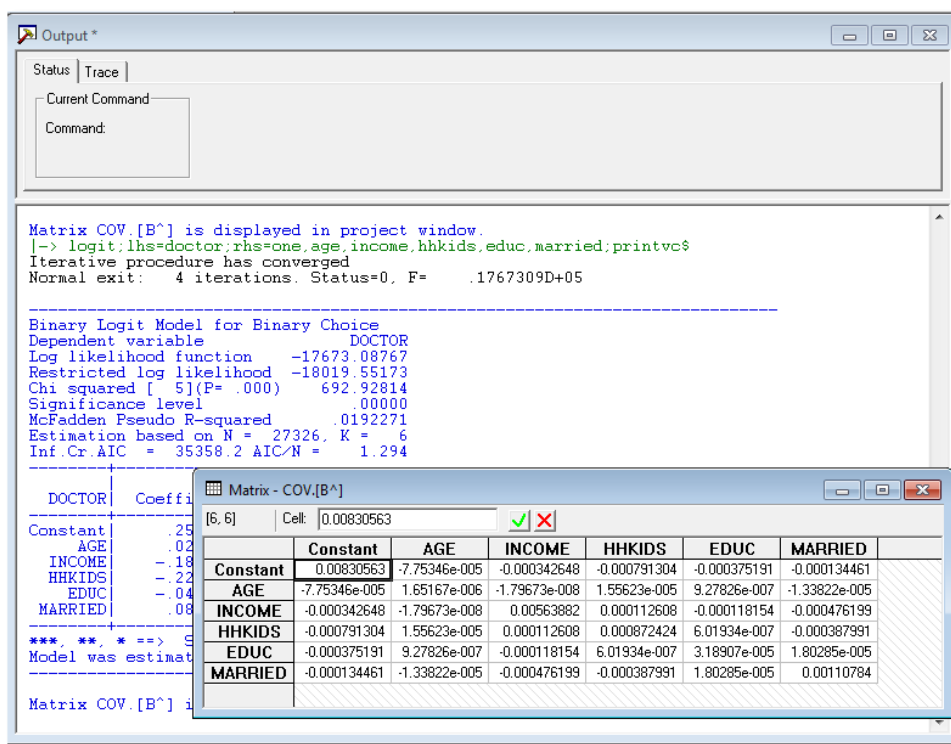 Output *
Status Trace
Current Command
Command:
Matrix COV.[B^] is displayed in project window.
|-> logit;lhs=doctor;rhs=one,age,income,hhkids,educ,married;printvc$
Iterative procedure has converged
Normal exit: 4 iterations. Status=0, F= .1767309D+05
Binary Logit Model for Binary Choice
Dependent variable DOCTOR
Log likelihood function -17673.08767
Restricted log likelihood -18019.55173
Chi squared [ 5](P= .000) 692.92814
Significance level .00000
McFadden Pseudo R-squared .0192271
Estimation based on N = 27326, K = 6
Inf.Cr.AIC = 35358.2 AIC/N = 1.294
DOCTOR| Coeffi
Constant| .25
AGE| .02
INCOME| -.18
HHKIDS| -.22
EDUC| -.04
MARRIED| .08
***, **, * ==> S
Model was estimat
Matrix COV.[B^] i
Matrix - COV.[B^]
[6, 6] Cell: 0.00830563
Constant AGE INCOME HHKIDS EDUC MARRIED
Constant 0.00830563 -7.75346e-005 -0.000342648 -0.000791304 -0.000375191 -0.000134461
AGE -7.75346e-005 1.65167e-006 -1.79673e-008 1.55623e-005 9.27826e-007 -1.33822e-005
INCOME -0.000342648 -1.79673e-008 0.00563882 0.000112608 -0.000118154 -0.000476199
HHKIDS -0.000791304 1.55623e-005 0.000112608 0.000872424 6.01934e-007 -0.000387991
EDUC -0.000375191 9.27826e-007 -0.000118154 6.01934e-007 3.18907e-005 1.80285e-005
MARRIED -0.000134461 -1.33822e-005 -0.000476199 -0.000387991 1.80285e-005 0.00110784